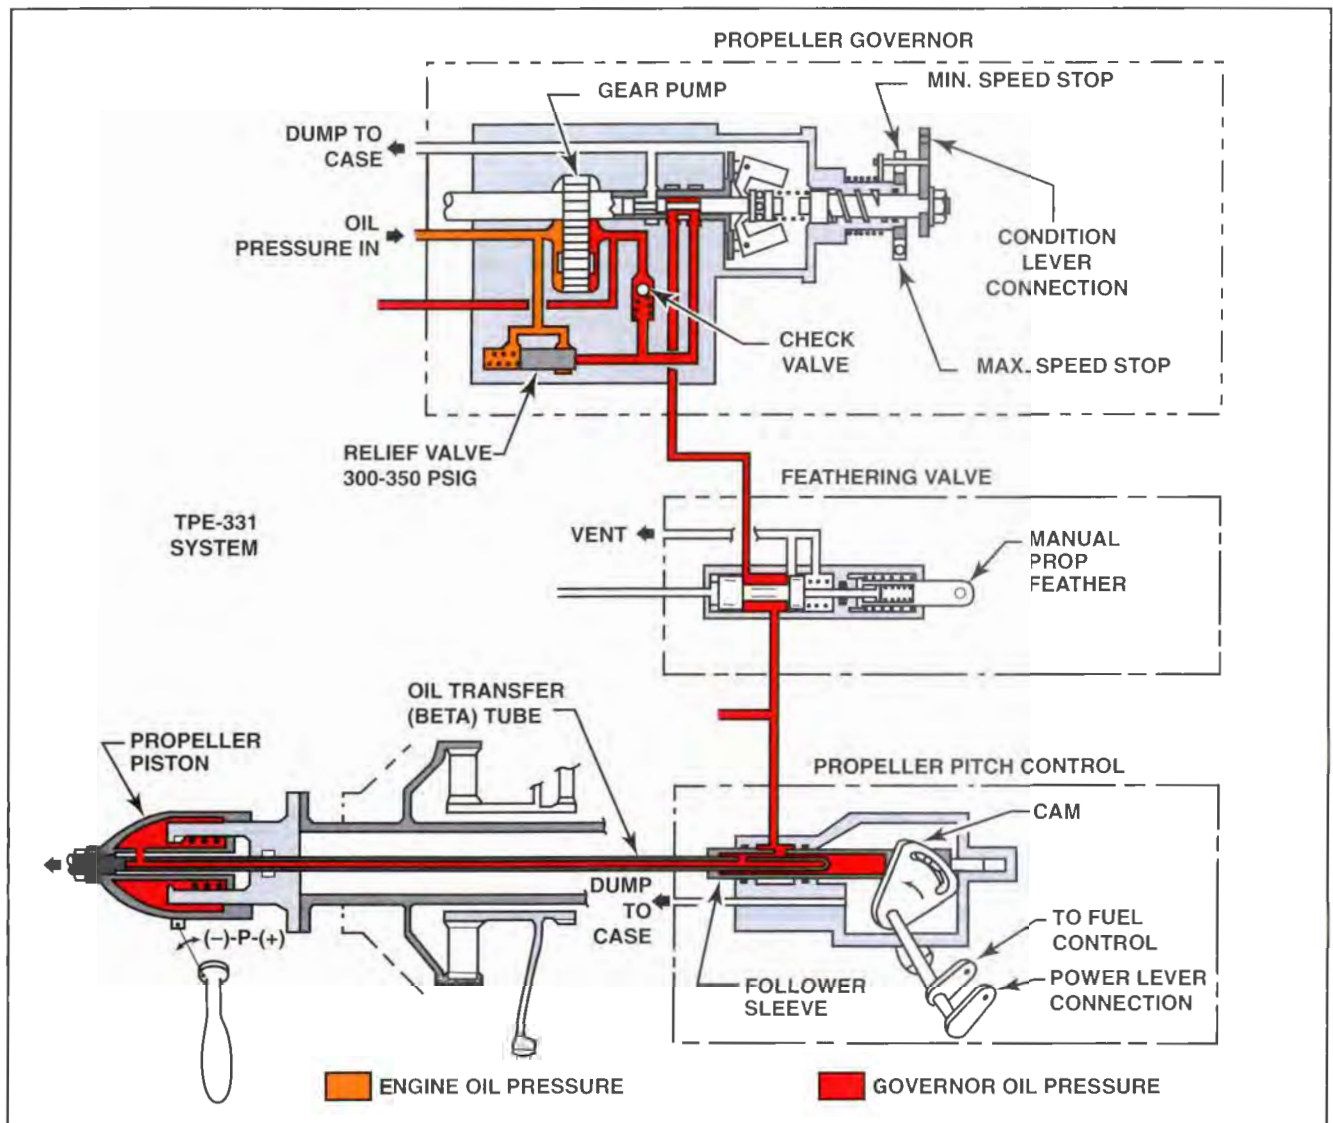 PROPELLER GOVERNOR
GEAR PUMP
MIN. SPEED STOP
DUMP TO
CASE
OIL
PRESSURE IN
CONDITION
LEVER
CONNECTION
CHECK
VALVE
MAX. SPEED STOP
RELIEF VALVE
300-350 PSIG
FEATHERING VALVE
TPE-331
SYSTEM
VENT
MANUAL
PROP
FEATHER
OIL TRANSFER
(BETA) TUBE
PROPELLER
PISTON
PROPELLER PITCH CONTROL
CAM
DUMP
TO
CASE
(–)-P-(+)
TO FUEL
CONTROL
FOLLOWER
SLEEVE
POWER LEVER
CONNECTION
ENGINE OIL PRESSURE
GOVERNOR OIL PRESSURE